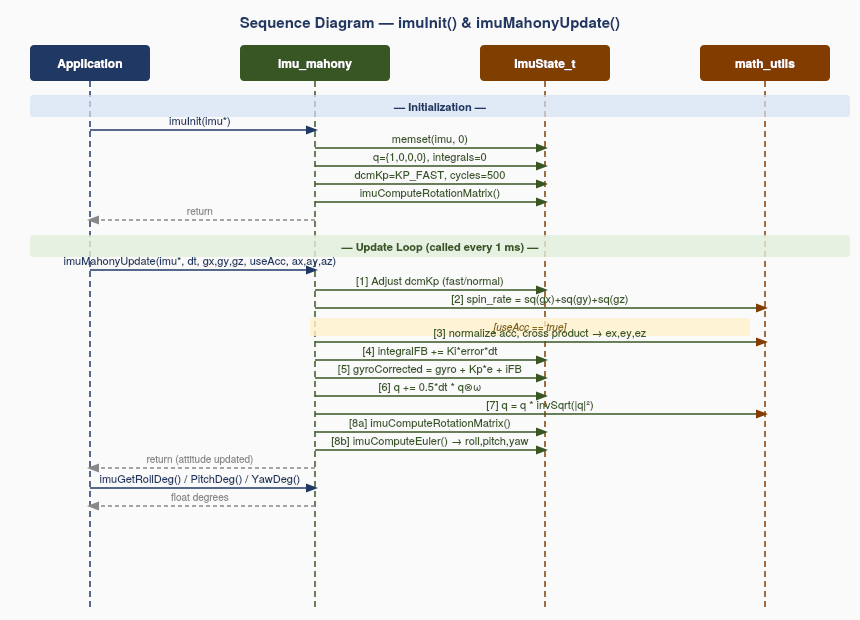 Sequence Diagram — imuInit() & imuMahonyUpdate()
Application
imu_mahony
ImuState_t
math_utils
— Initialization —
imuInit(imu*)
memset(imu, 0)
q={1,0,0,0}, integrals=0
dcmKp=KP_FAST, cycles=500
imuComputeRotationMatrix()
return
— Update Loop (called every 1 ms) —
imuMahonyUpdate(imu*, dt, gx,gy,gz, useAcc, ax,ay,az)
[1] Adjust dcmKp (fast/normal)
[2] spin_rate = sq(gx)+sq(gy)+sq(gz)
[useAcc == true]
[3] normalize acc, cross product → ex,ey,ez
[4] integralFB += Ki*error*dt
[5] gyroCorrected = gyro + Kp*e + iFB
[6] q += 0.5*dt * q⊗ω
[7] q = q * invSqrt(|q|²)
[8a] imuComputeRotationMatrix()
[8b] imuComputeEuler() → roll,pitch,yaw
return (attitude updated)
imuGetRollDeg() / PitchDeg() / YawDeg()
float degrees